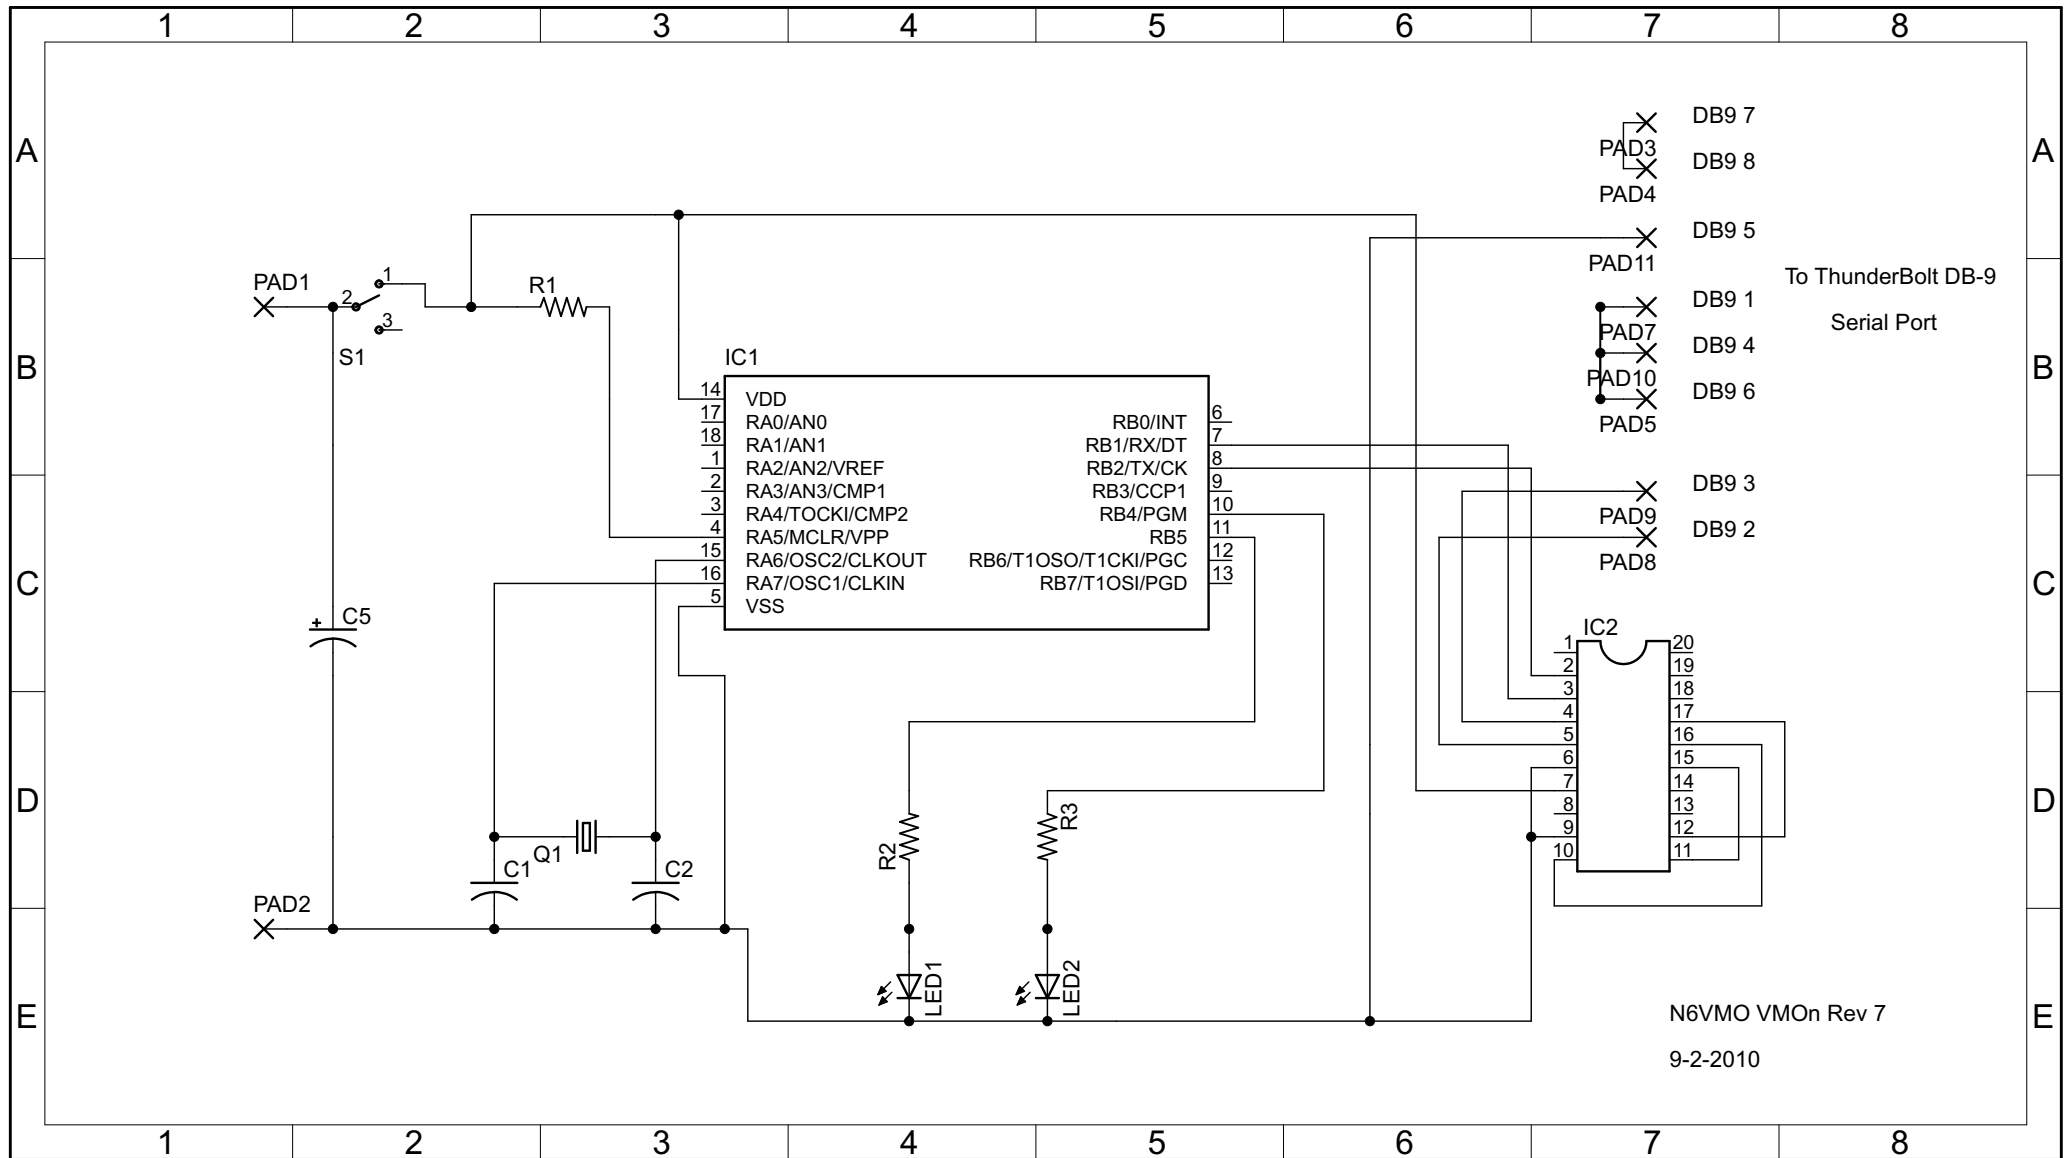 1 2 3 4 5 6 7 8
A A
B B
C C
D D
E E
1 2 3 4 5 6 7 8
DB9 7
PAD3
DB9 8
PAD4
DB9 5
PAD11
DB9 1
PAD7
DB9 4
PAD10
DB9 6
PAD5
DB9 3
PAD9
DB9 2
PAD8
To ThunderBolt DB-9
Serial Port
PAD1
1
2
3
S1
R1
+ C5
PAD2
C1
Q1
C2
IC1
14 VDD
17 RA0/AN0
18 RA1/AN1
1 RA2/AN2/VREF
2 RA3/AN3/CMP1
3 RA4/TOCKI/CMP2
4 RA5/MCLR/VPP
15 RA6/OSC2/CLKOUT
16 RA7/OSC1/CLKIN
5 VSS
RB0/INT 6
RB1/RX/DT 7
RB2/TX/CK 8
RB3/CCP1 9
RB4/PGM 10
RB5 11
RB6/T1OSO/T1CKI/PGC 12
RB7/T1OSI/PGD 13
R2
R3
LED1
LED2
IC2
1 20
2 19
3 18
4 17
5 16
6 15
7 14
8 13
9 12
10 11
N6VMO VMOn Rev 7
9-2-2010